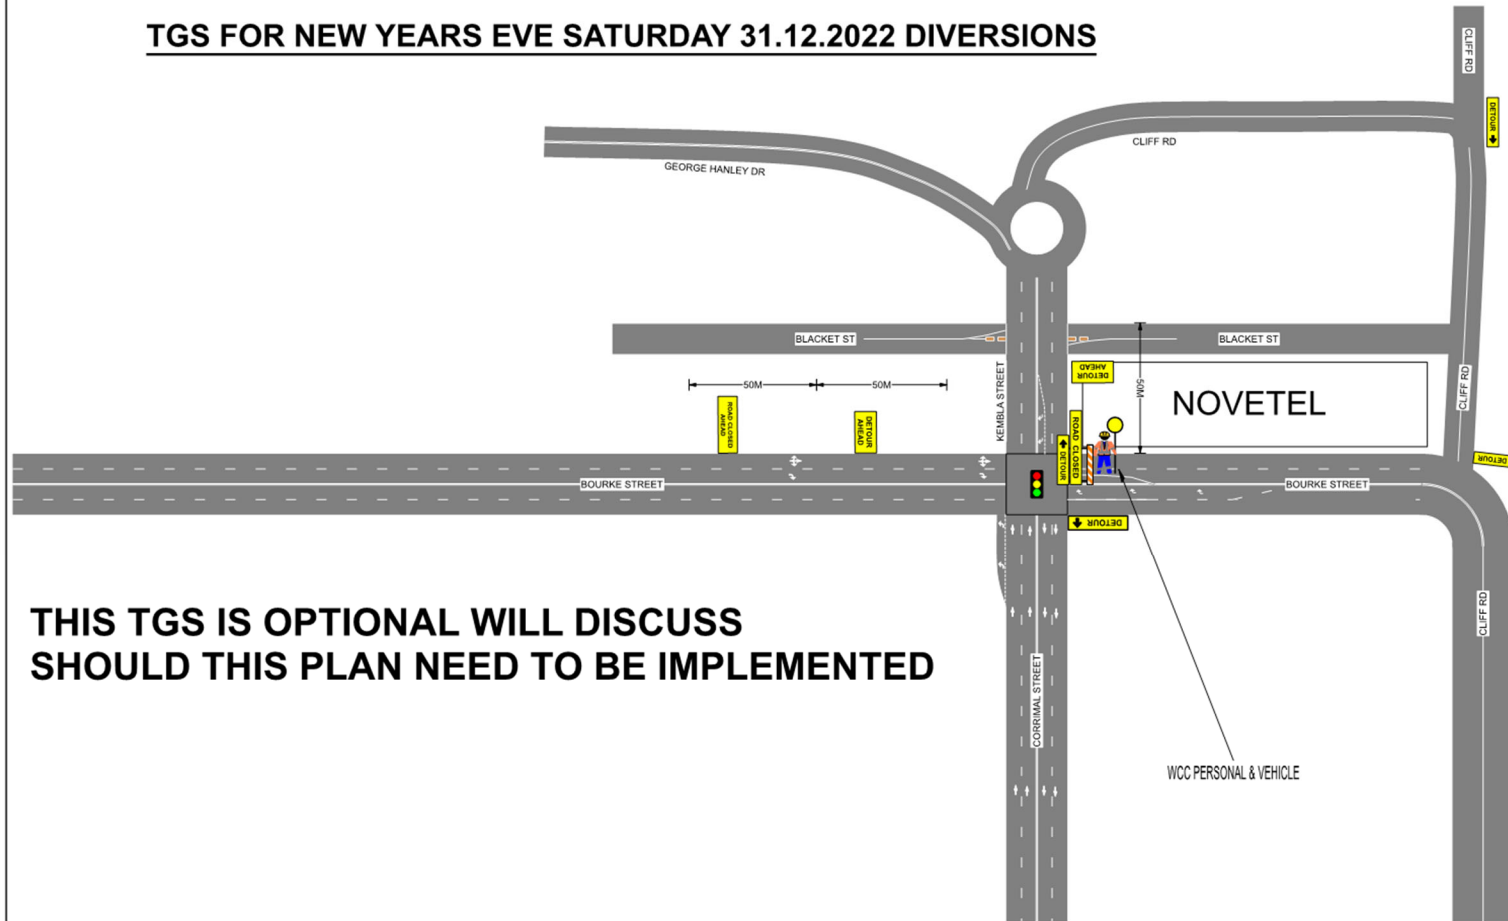 TGS FOR NEW YEARS EVE SATURDAY 31.12.2022 DIVERSIONS
CLIFF RD
DETOUR
CLIFF RD
GEORGE HANLEY DR
BLACKET ST
BLACKET ST
KEMBLA STREET
DETOUR
AHEAD
50M
50M
50M
NOVETEL
CLIFF RD
ROAD CLOSED
AHEAD
DETOUR
AHEAD
ROAD CLOSED
DETOUR
DETOUR
BOURKE STREET
BOURKE STREET
DETOUR
CLIFF RD
THIS TGS IS OPTIONAL WILL DISCUSS
SHOULD THIS PLAN NEED TO BE IMPLEMENTED
CORRIMAL STREET
WCC PERSONAL & VEHICLE